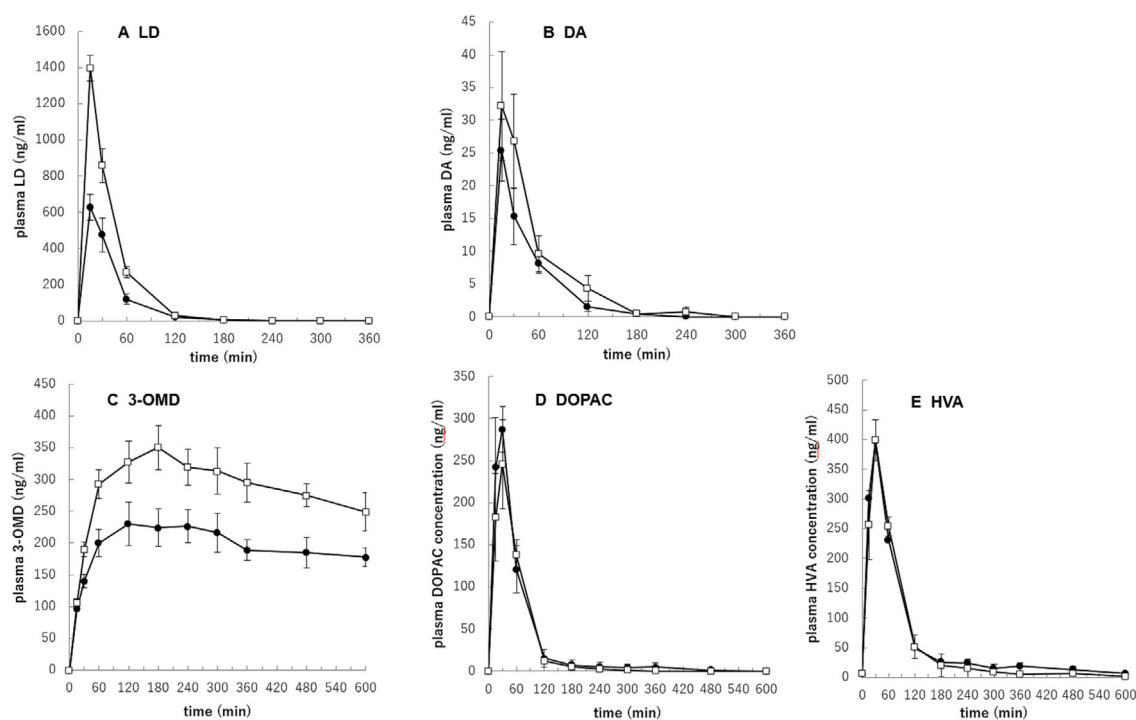 A LD
plasma LD (ng/ml)
1600
1400
1200
1000
800
600
400
200
0
0 60 120 180 240 300 360
time (min)
B DA
plasma DA (ng/ml)
45
40
35
30
25
20
15
10
5
0
0 60 120 180 240 300 360
time (min)
C 3-OMD
plasma 3-OMD (ng/ml)
450
400
350
300
250
200
150
100
50
0
0 60 120 180 240 300 360 420 480 540 600
time (min)
D DOPAC
plasma DOPAC concentration (ng/ml)
350
300
250
200
150
100
50
0
0 60 120 180 240 300 360 420 480 540 600
time (min)
E HVA
plasma HVA concentration (ng/ml)
500
450
400
350
300
250
200
150
100
50
0
0 60 120 180 240 300 360 420 480 540 600
time (min)